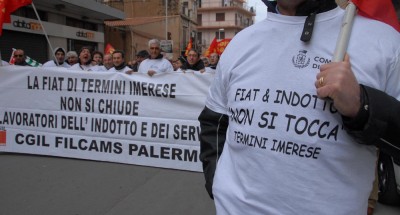 LA FIAT DI TERMINI IMERESE
NON SI CHIUDE
LAVORATORI DELL' INDOTTO E DEI SERV
CGIL FILCAMS PALERM
COM
FIAT & INDOTTO
"NON SI TOCCA"
TERMINI IMERESE